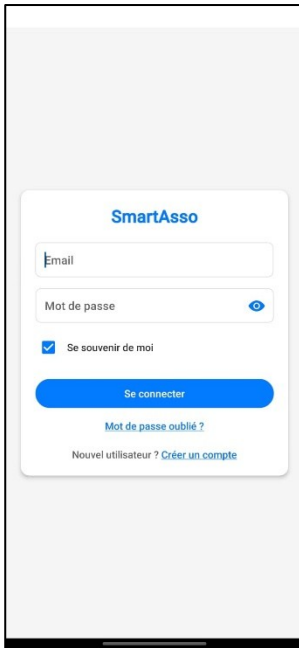 SmartAsso
Email
Mot de passe
Se souvenir de moi
Se connecter
Mot de passe oublié ?
Nouvel utilisateur ? Créer un compte